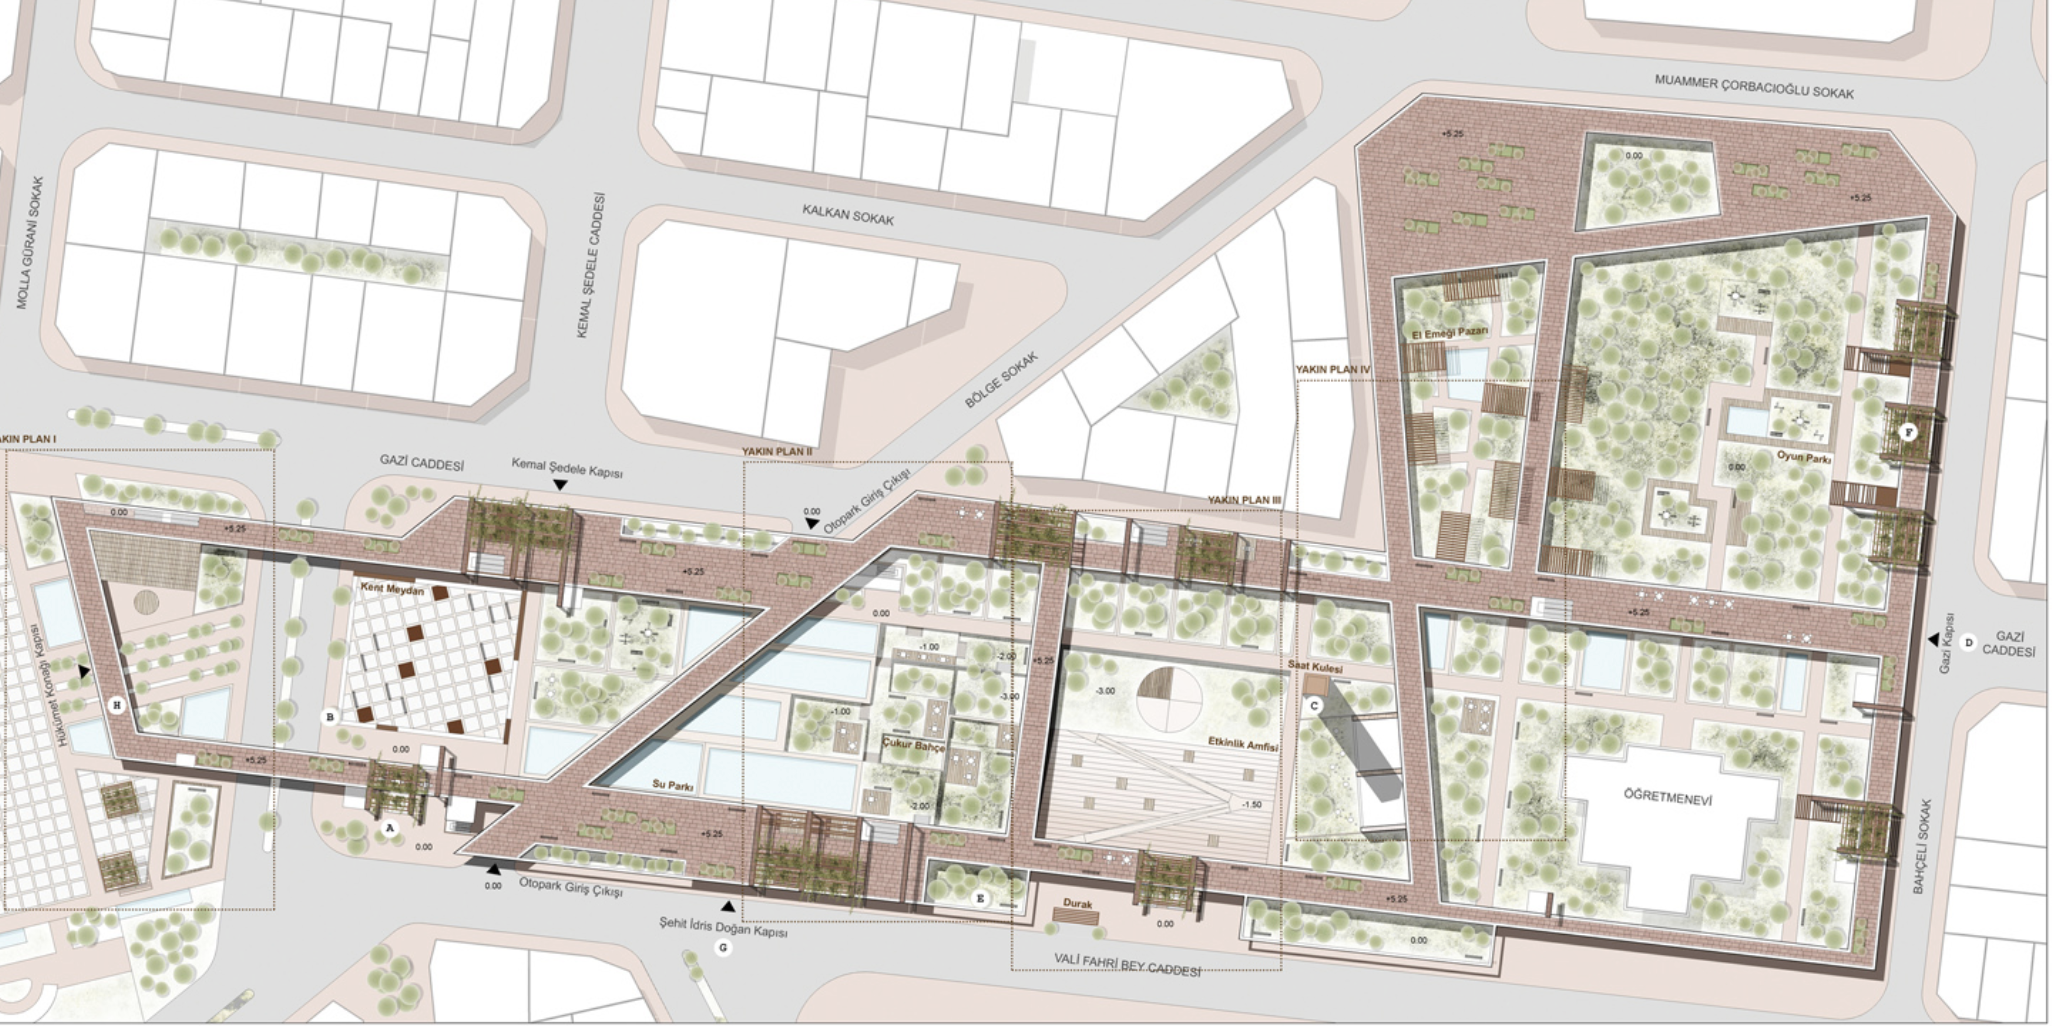 MUAMMER ÇORBACIOĞLU SOKAK
+5.25
0.00
+5.25
MOLLA GÜRANİ SOKAK
KEMAL ŞEDELE CADDESİ
KALKAN SOKAK
BÖLGE SOKAK
El Emeği Pazarı
YAKIN PLAN IV
F
Oyun Parkı
0.00
AKIN PLAN I
GAZİ CADDESİ
Kemal Şedele Kapısı
YAKIN PLAN II
0.00
Otopark Giriş Çıkışı
YAKIN PLAN III
0.00
+5.25
Kent Meydan
+5.25
0.00
+5.25
Gazi Kapısı
D
GAZİ
CADDESİ
-1.00
-2.00
+5.25
-3.00
-3.00
Saat Kulesi
C
Hükümet Konağı Kapısı
H
B
-1.00
Çukur Bahçe
Etkinlik Amfisi
0.00
+5.25
Su Parkı
-2.00
-1.50
ÖĞRETMENEVİ
BAHÇELİ SOKAK
A
0.00
+5.25
0.00
Otopark Giriş Çıkışı
E
Durak
+5.25
0.00
0.00
Şehit İdris Doğan Kapısı
G
VALİ FAHRİ BEY CADDESİ